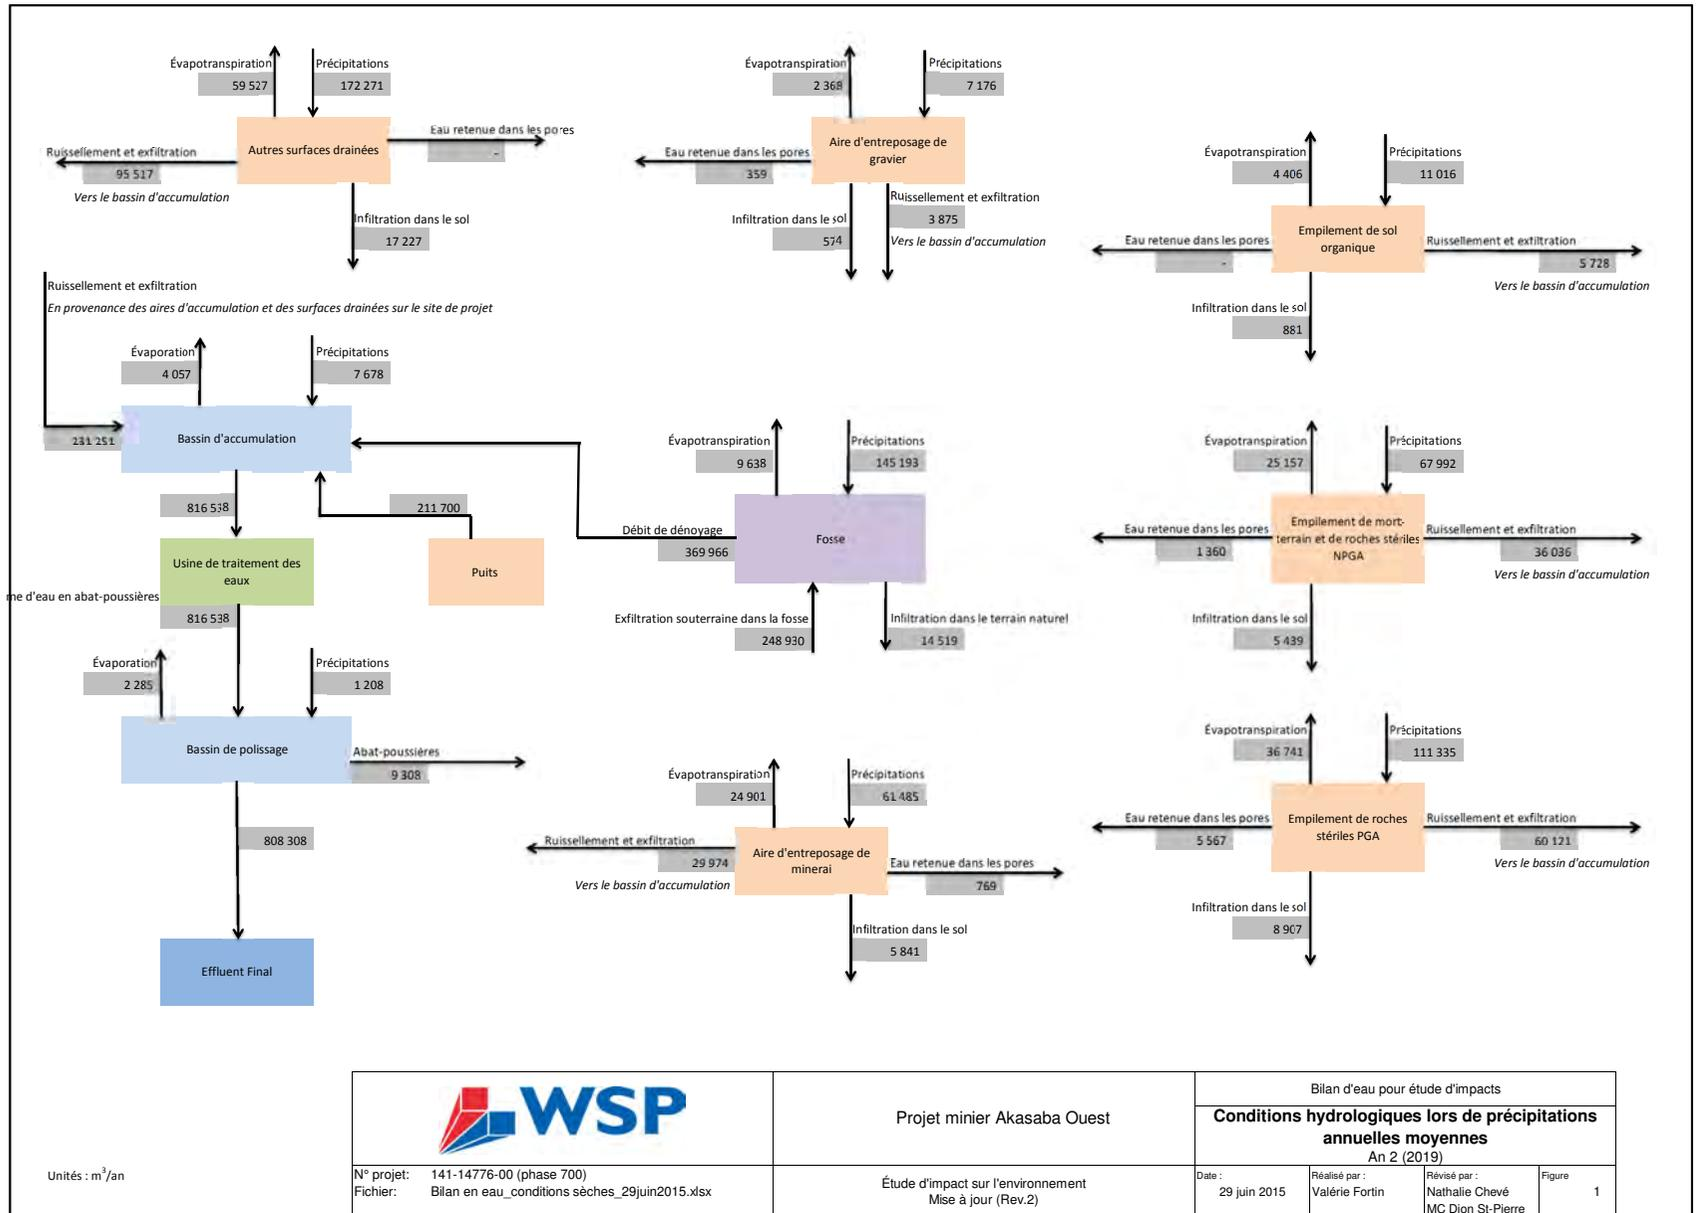 Évapotranspiration
59 527
Précipitations
172 271
Autres surfaces drainées
Eau retenue dans les pores
-
Ruissellement et exfiltration
95 517
Vers le bassin d'accumulation
Infiltration dans le sol
17 227
Évapotranspiration
2 368
Précipitations
7 176
Aire d'entreposage de
gravier
Eau retenue dans les pores
359
Ruissellement et exfiltration
3 875
Vers le bassin d'accumulation
Infiltration dans le sol
574
Évapotranspiration
4 406
Précipitations
11 016
Empilement de sol
organique
Eau retenue dans les pores
-
Ruissellement et exfiltration
5 728
Vers le bassin d'accumulation
Infiltration dans le sol
881
Ruissellement et exfiltration
En provenance des aires d'accumulation et des surfaces drainées sur le site de projet
Évaporation
4 057
Précipitations
7 678
231 251
Bassin d'accumulation
816 538
211 700
Usine de traitement des
eaux
Puits
me d'eau en abat-poussières
816 538
Évaporation
2 285
Précipitations
1 208
Bassin de polissage
Abat-poussières
9 308
808 308
Effluent Final
Évapotranspiration
9 638
Précipitations
145 193
Débit de dénoyage
369 966
Fosse
Exfiltration souterraine dans la fosse
248 930
Infiltration dans le terrain naturel
14 519
Évapotranspiration
24 901
Précipitations
61 485
Ruissellement et exfiltration
29 974
Vers le bassin d'accumulation
Aire d'entreposage de
minerai
Eau retenue dans les pores
769
Infiltration dans le sol
5 841
Évapotranspiration
25 157
Précipitations
67 992
Eau retenue dans les pores
1 360
Empilement de mort-
terrain et de roches stériles
NPGA
Ruissellement et exfiltration
36 036
Vers le bassin d'accumulation
Infiltration dans le sol
5 439
Évapotranspiration
36 741
Précipitations
111 335
Eau retenue dans les pores
5 567
Empilement de roches
stériles PGA
Ruissellement et exfiltration
60 121
Vers le bassin d'accumulation
Infiltration dans le sol
8 907
Unités : m³/an
WSP
N° projet: 141-14776-00 (phase 700)
Fichier: Bilan en eau_conditions sèches_29juin2015.xlsx
Projet minier Akasaba Ouest
Étude d'impact sur l'environnement
Mise à jour (Rev.2)
Bilan d'eau pour étude d'impacts
Conditions hydrologiques lors de précipitations
annuelles moyennes
An 2 (2019)
Date :
29 juin 2015
Réalisé par :
Valérie Fortin
Révisé par :
Nathalie Chevé
MC Dion St-Pierre
Figure
1